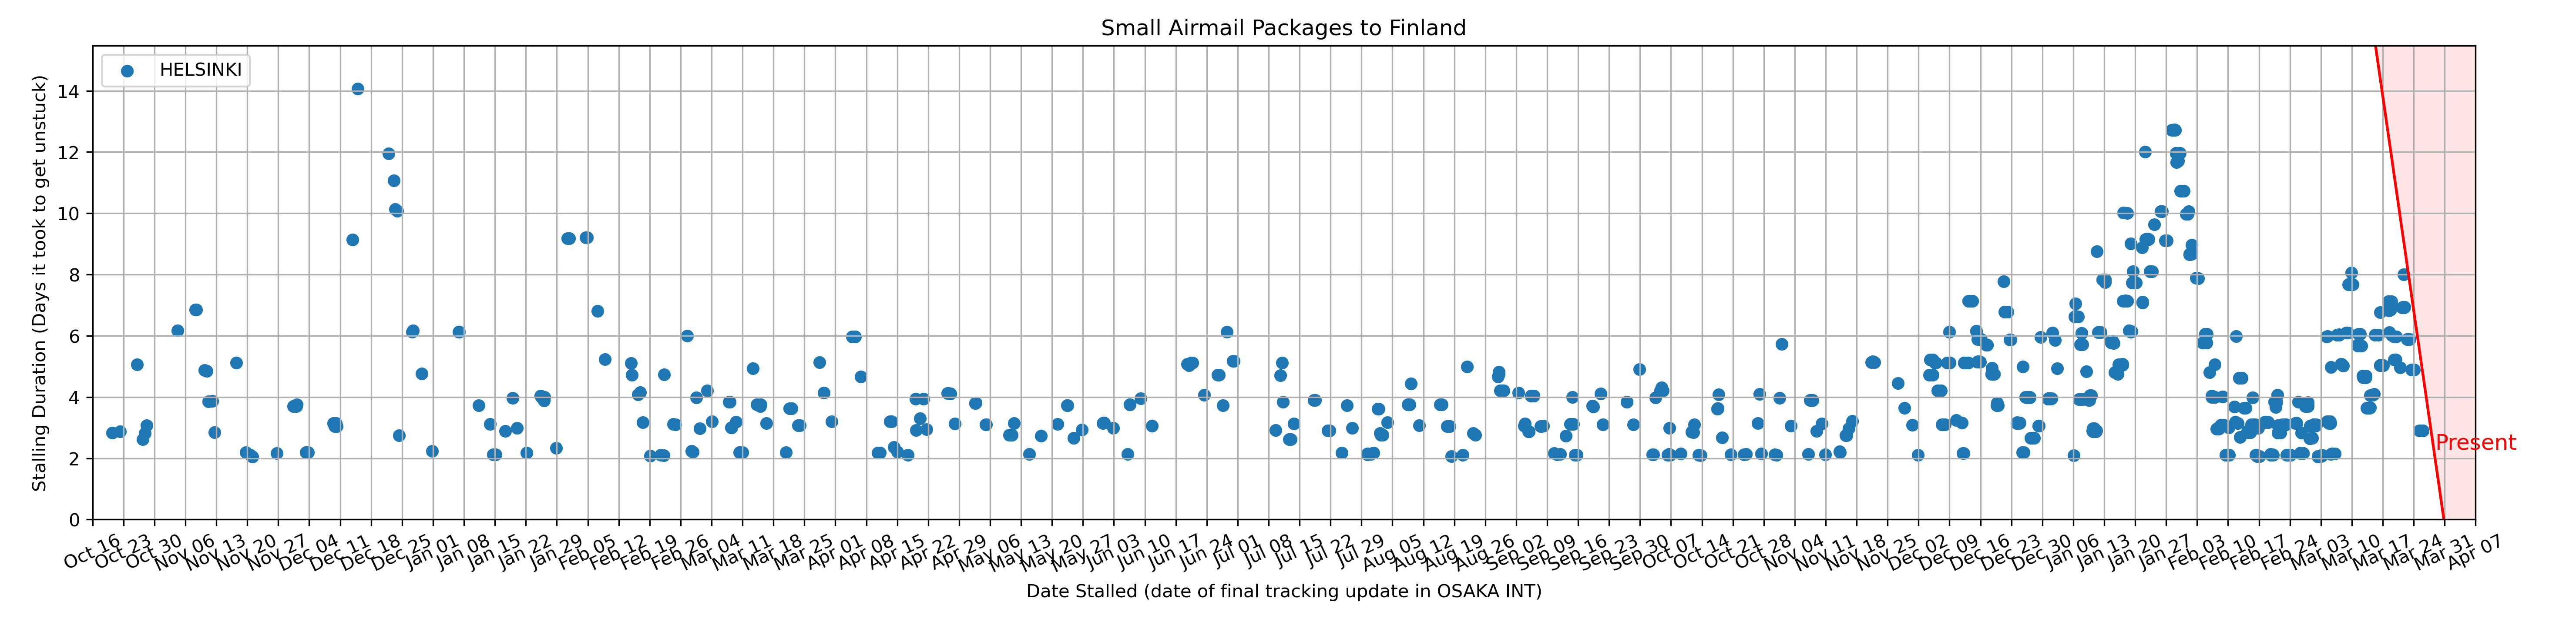 Small Airmail Packages to Finland
HELSINKI
Stalling Duration (Days it took to get unstuck)
14
12
10
8
6
4
2
0
Present
Oct 16 Oct 23 Oct 30 Nov 06 Nov 13 Nov 20 Nov 27 Dec 04 Dec 11 Dec 18 Dec 25 Jan 01 Jan 08 Jan 15 Jan 22 Jan 29 Feb 05 Feb 12 Feb 19 Feb 26 Mar 04 Mar 11 Mar 18 Mar 25 Apr 01 Apr 08 Apr 15 Apr 22 Apr 29 May 06 May 13 May 20 May 27 Jun 03 Jun 10 Jun 17 Jun 24 Jul 01 Jul 08 Jul 15 Jul 22 Jul 29 Aug 05 Aug 12 Aug 19 Aug 26 Sep 02 Sep 09 Sep 16 Sep 23 Sep 30 Oct 07 Oct 14 Oct 21 Oct 28 Nov 04 Nov 11 Nov 18 Nov 25 Dec 02 Dec 09 Dec 16 Dec 23 Dec 30 Jan 06 Jan 13 Jan 20 Jan 27 Feb 03 Feb 10 Feb 17 Feb 24 Mar 03 Mar 10 Mar 17 Mar 24 Mar 31 Apr 07
Date Stalled (date of final tracking update in OSAKA INT)